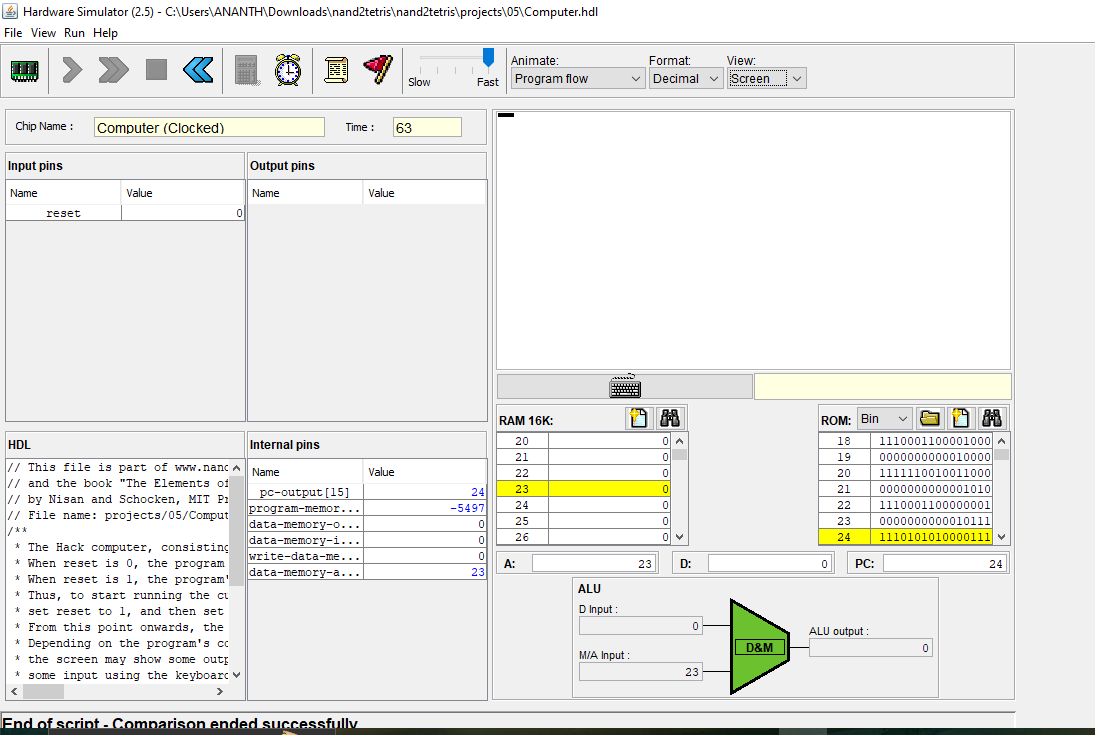 Hardware Simulator (2.5) - C:\Users\ANANTH\Downloads\nand2tetris\nand2tetris\projects\05\Computer.hdl
File View Run Help
Slow Fast
Animate: Format: View:
Program flow Decimal Screen
Chip Name : Computer (Clocked) Time : 63
Input pins
Name Value
reset 0
Output pins
Name Value
HDL
// This file is part of www.nand
// and the book "The Elements of
// by Nisan and Schocken, MIT Pr
// File name: projects/05/Comput
/**
* The Hack computer, consisting
* When reset is 0, the program
* When reset is 1, the program'
* Thus, to start running the cu
* set reset to 1, and then set
* From this point onwards, the
* Depending on the program's co
* the screen may show some outp
* some input using the keyboard
Internal pins
Name Value
pc-output[15] 24
program-memor... -5497
data-memory-o... 0
data-memory-i... 0
write-data-me... 0
data-memory-a... 23
RAM 16K:
20 0
21 0
22 0
23 0
24 0
25 0
26 0
ROM: Bin
18 1110001100001000
19 0000000000010000
20 1111110010011000
21 0000000000001010
22 1110001100000001
23 0000000000010111
24 1110101010000111
A: 23 D: 0 PC: 24
ALU
D Input :
0
M/A Input :
23
D&M
ALU output :
0
End of script - Comparison ended successfully